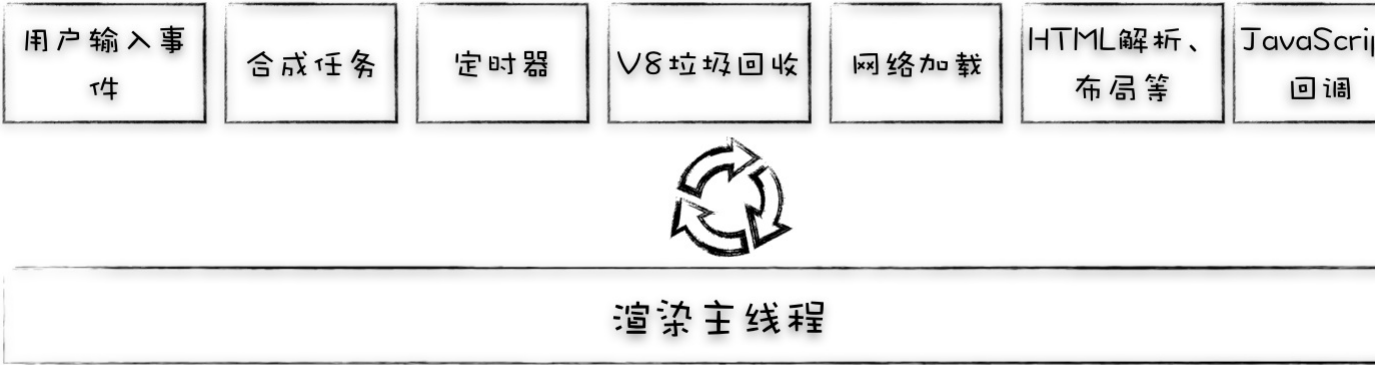 用户输入事
件
合成任务
定时器
V8垃圾回收
网络加载
HTML解析、
布局等
JavaScrip
回调
渲染主线程